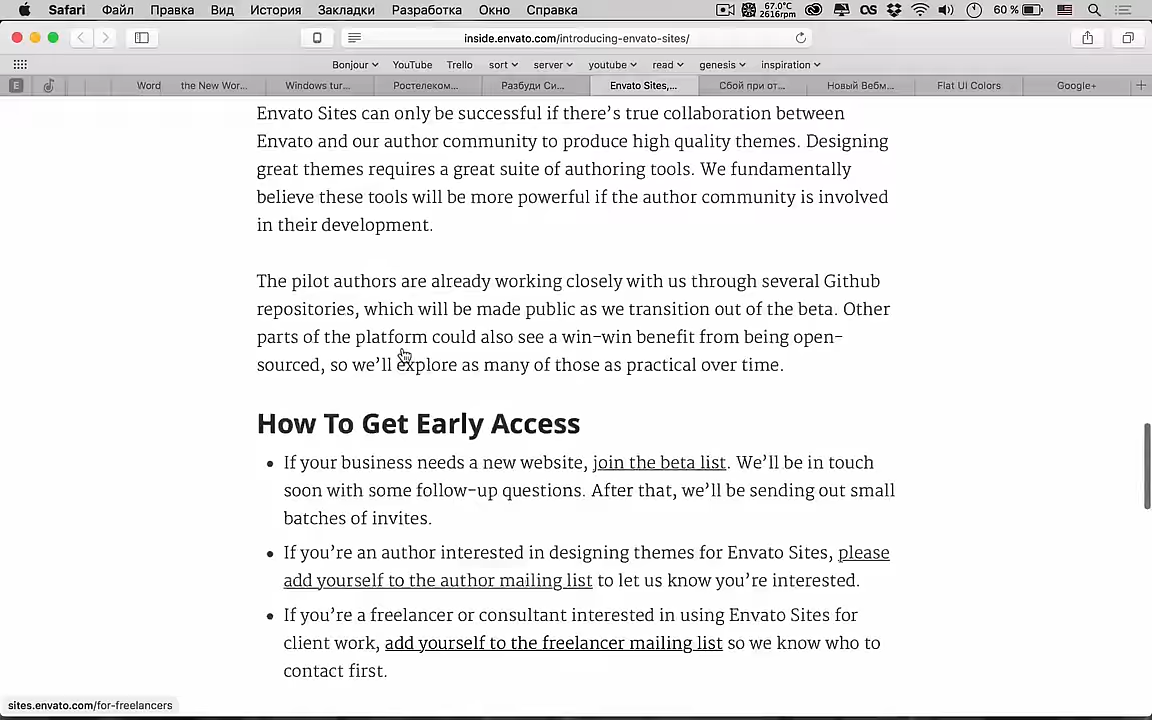 Safari Файл Правка Вид История Закладки Разработка Окно Справка 67.0°C 2616rpm 60 %
inside.envato.com/introducing-envato-sites/
Bonjour YouTube Trello sort server youtube read genesis inspiration
E Word the New Wor... Windows tur... Ростелеком... Разбуди Си... Envato Sites,... Сбой при от... Новый Вебм... Flat UI Colors Google+
Envato Sites can only be successful if there’s true collaboration between
Envato and our author community to produce high quality themes. Designing
great themes requires a great suite of authoring tools. We fundamentally
believe these tools will be more powerful if the author community is involved
in their development.
The pilot authors are already working closely with us through several Github
repositories, which will be made public as we transition out of the beta. Other
parts of the platform could also see a win-win benefit from being open-
sourced, so we’ll explore as many of those as practical over time.
How To Get Early Access
• If your business needs a new website, join the beta list. We’ll be in touch
soon with some follow-up questions. After that, we’ll be sending out small
batches of invites.
• If you’re an author interested in designing themes for Envato Sites, please
add yourself to the author mailing list to let us know you’re interested.
• If you’re a freelancer or consultant interested in using Envato Sites for
client work, add yourself to the freelancer mailing list so we know who to
contact first.
sites.envato.com/for-freelancers